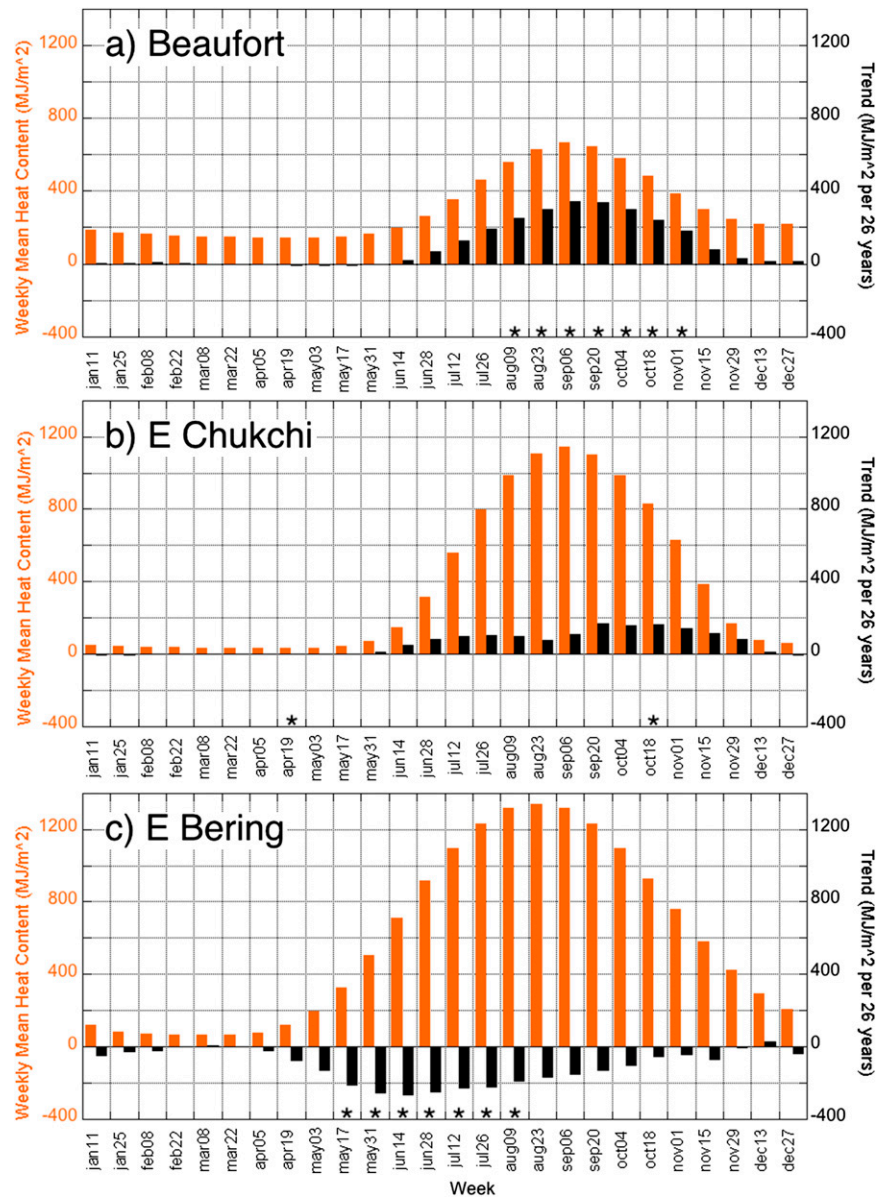 a) Beaufort
Weekly Mean Heat Content (MJ/m^2)
1200
800
400
0
-400
1200
800
400
0
-400
Trend (MJ/m^2 per 26 years)
* * * * * * *
jan11 jan25 feb08 feb22 mar08 mar22 apr05 apr19 may03 may17 may31 jun14 jun28 jul12 jul26 aug09 aug23 sep06 sep20 oct04 oct18 nov01 nov15 nov29 dec13 dec27
b) E Chukchi
Weekly Mean Heat Content (MJ/m^2)
1200
800
400
0
-400
1200
800
400
0
-400
Trend (MJ/m^2 per 26 years)
* *
jan11 jan25 feb08 feb22 mar08 mar22 apr05 apr19 may03 may17 may31 jun14 jun28 jul12 jul26 aug09 aug23 sep06 sep20 oct04 oct18 nov01 nov15 nov29 dec13 dec27
c) E Bering
Weekly Mean Heat Content (MJ/m^2)
1200
800
400
0
-400
1200
800
400
0
-400
Trend (MJ/m^2 per 26 years)
* * * * * * *
jan11 jan25 feb08 feb22 mar08 mar22 apr05 apr19 may03 may17 may31 jun14 jun28 jul12 jul26 aug09 aug23 sep06 sep20 oct04 oct18 nov01 nov15 nov29 dec13 dec27
Week